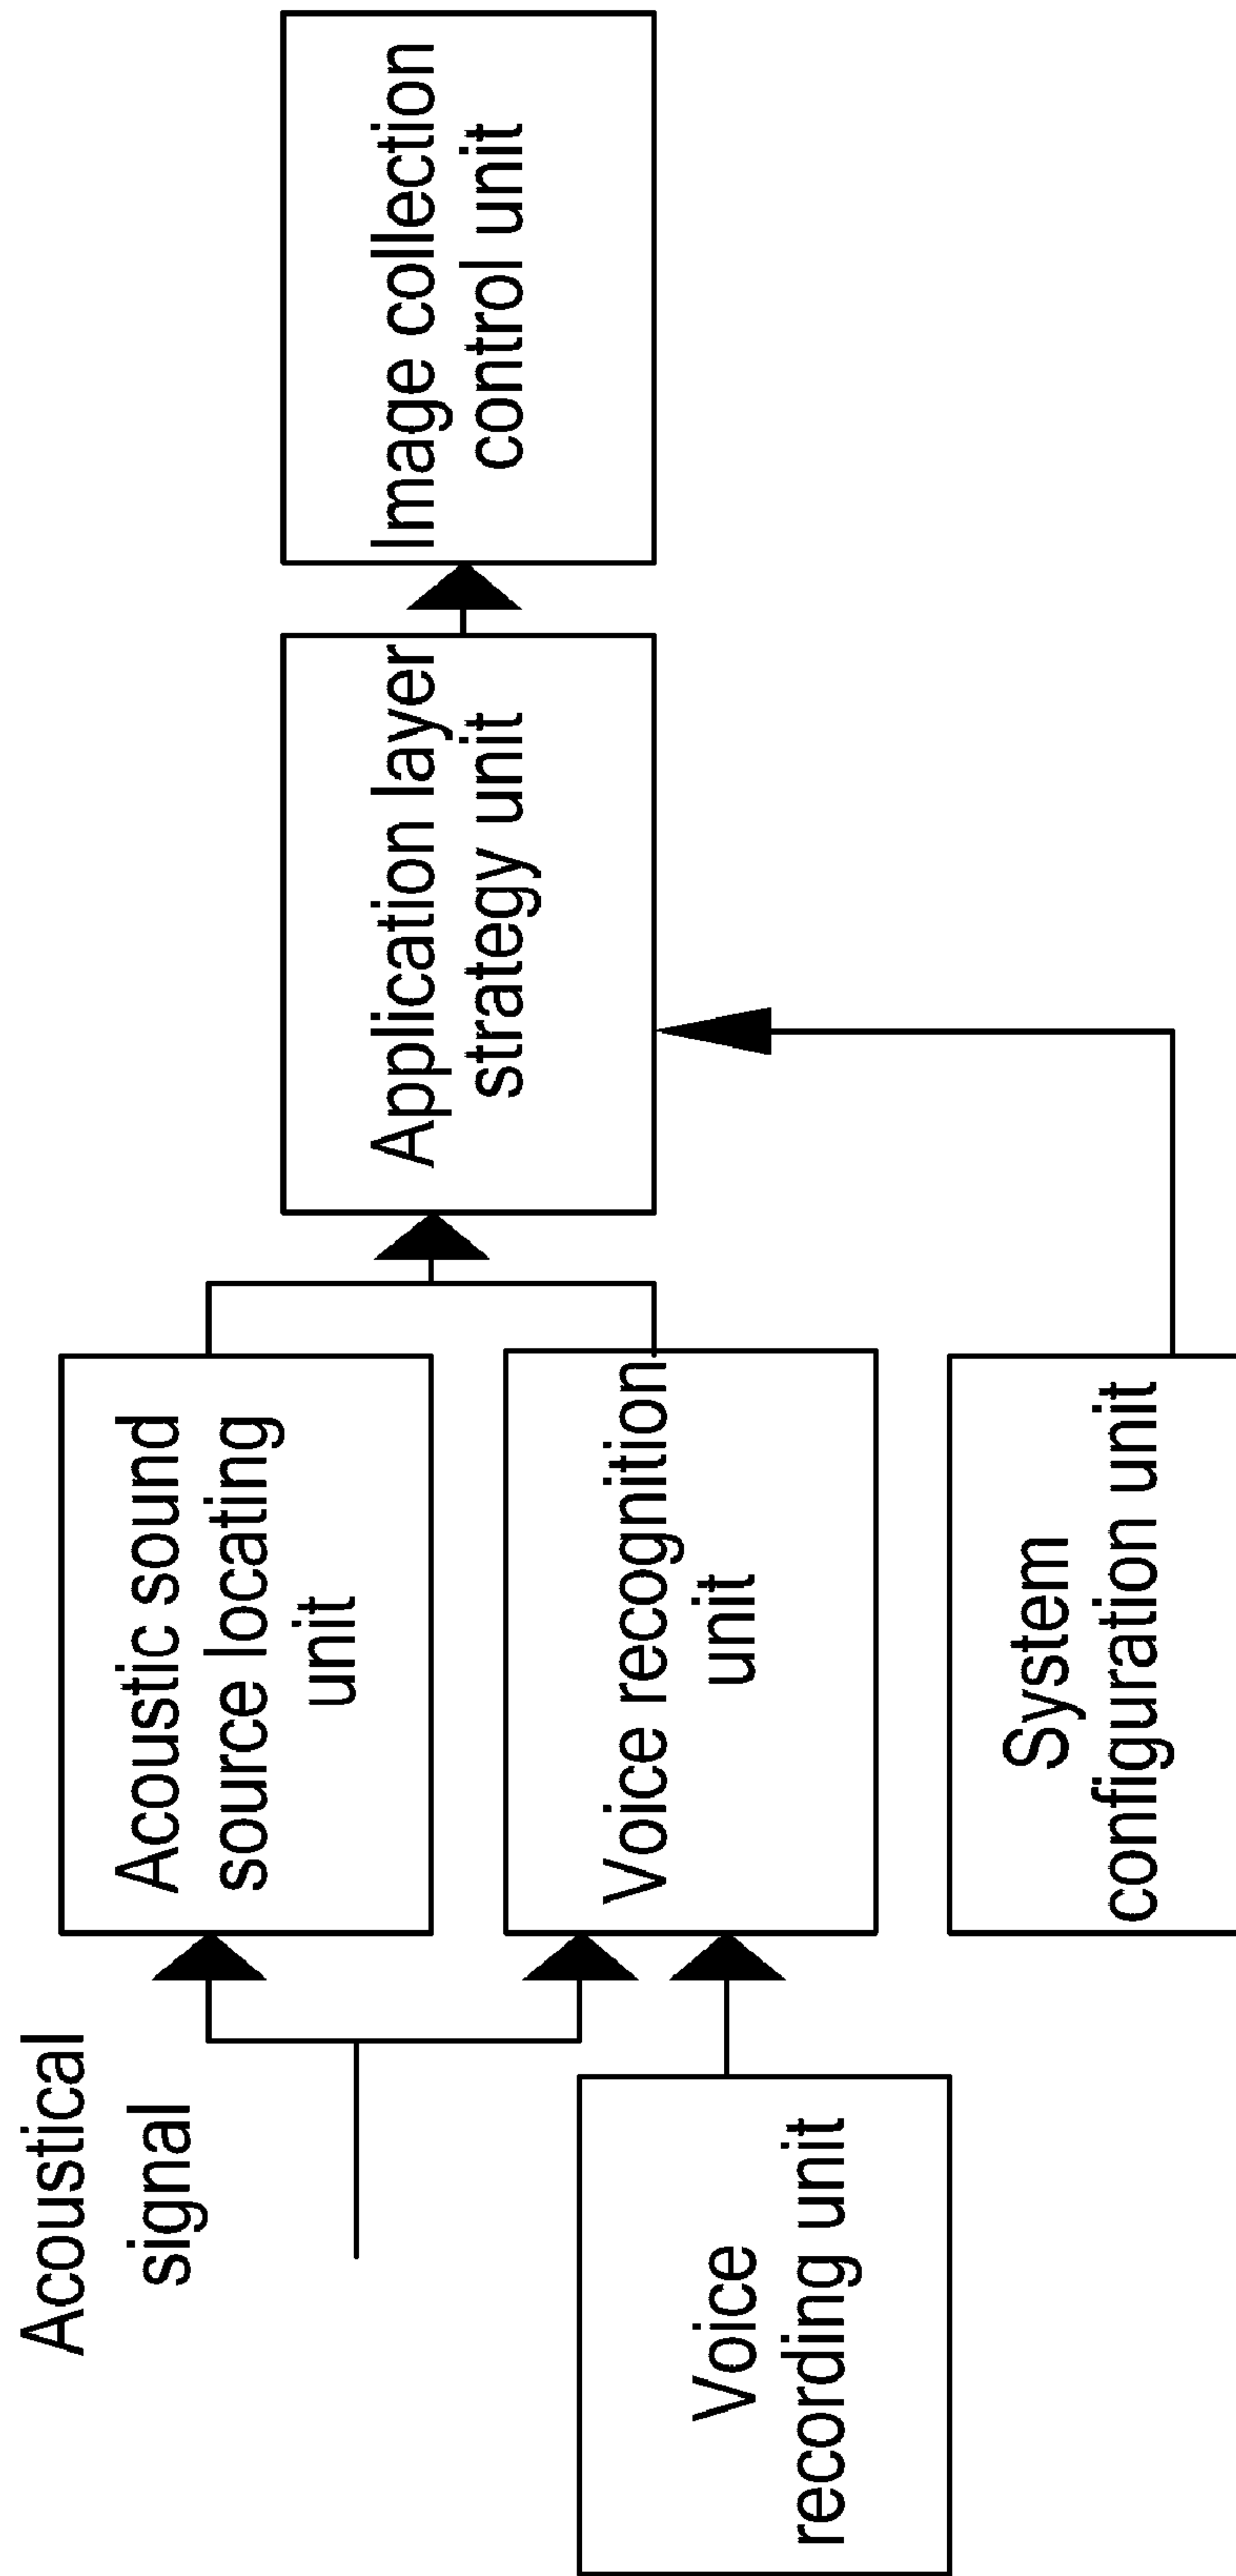 Acoustical
signal
Voice
recording unit
Acoustic sound
source locating
unit
Voice recognition
unit
System
configuration unit
Application layer
strategy unit
Image collection
control unit